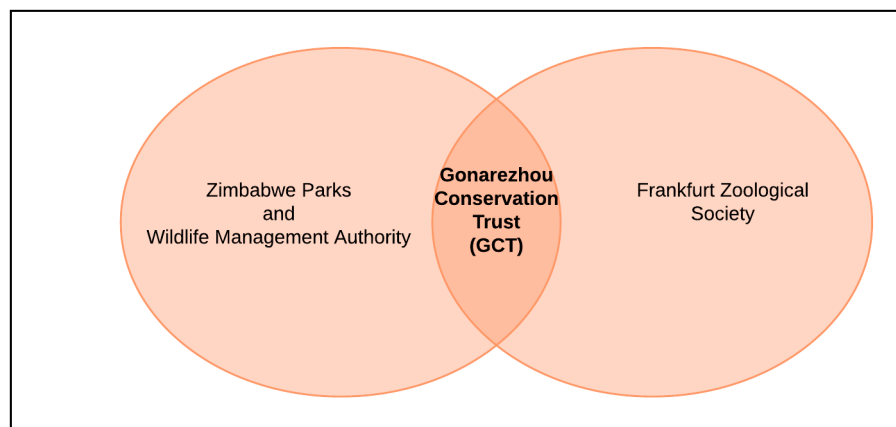 Zimbabwe Parks
and
Wildlife Management Authority
Gonarezhou
Conservation
Trust
(GCT)
Frankfurt Zoological
Society